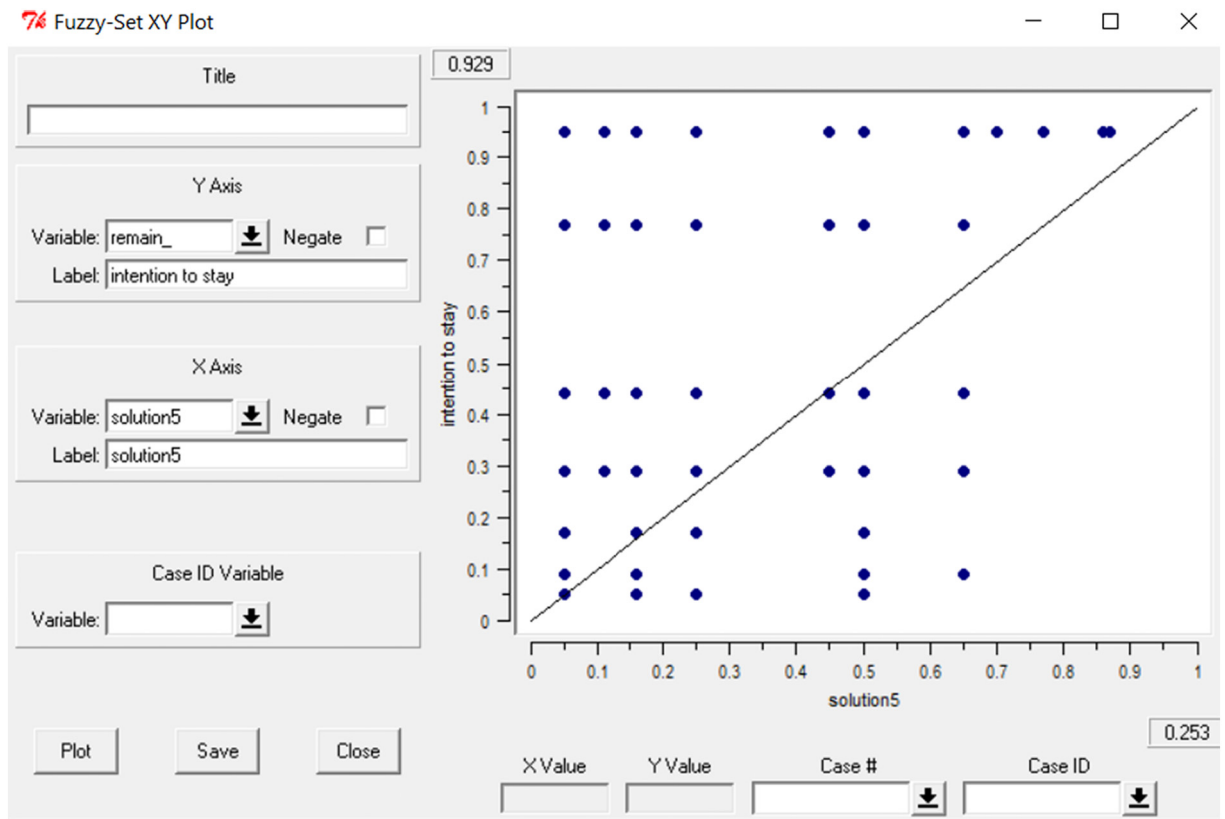 Fuzzy-Set XY Plot
Title
Y Axis
Variable: remain_ Negate
Label: intention to stay
X Axis
Variable: solution5 Negate
Label: solution5
Case ID Variable
Variable:
Plot Save Close
0.929
1
0.9
0.8
0.7
0.6
0.5
0.4
0.3
0.2
0.1
0
intention to stay
0 0.1 0.2 0.3 0.4 0.5 0.6 0.7 0.8 0.9 1
solution5
0.253
X Value Y Value Case # Case ID